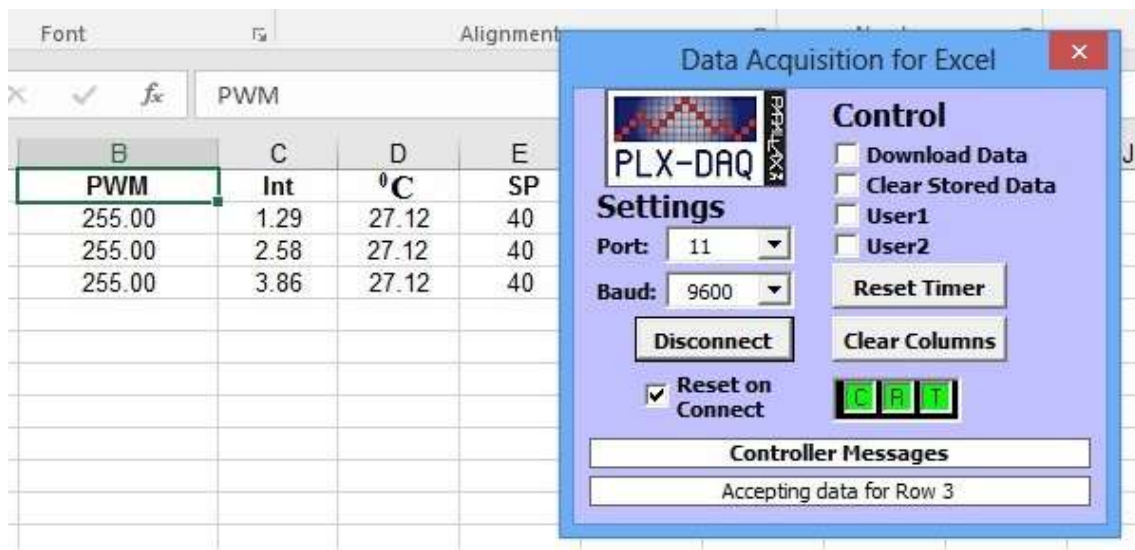 Font Alignment
Data Acquisition for Excel
fx PWM
B C D E J
PWM Int ⁰C SP
255.00 1.29 27.12 40
255.00 2.58 27.12 40
255.00 3.86 27.12 40
PLX-DAQ
PARALLAX
Settings
Port: 11
Baud: 9600
Disconnect
Reset on
Connect
Control
Download Data
Clear Stored Data
User1
User2
Reset Timer
Clear Columns
C R T
Controller Messages
Accepting data for Row 3